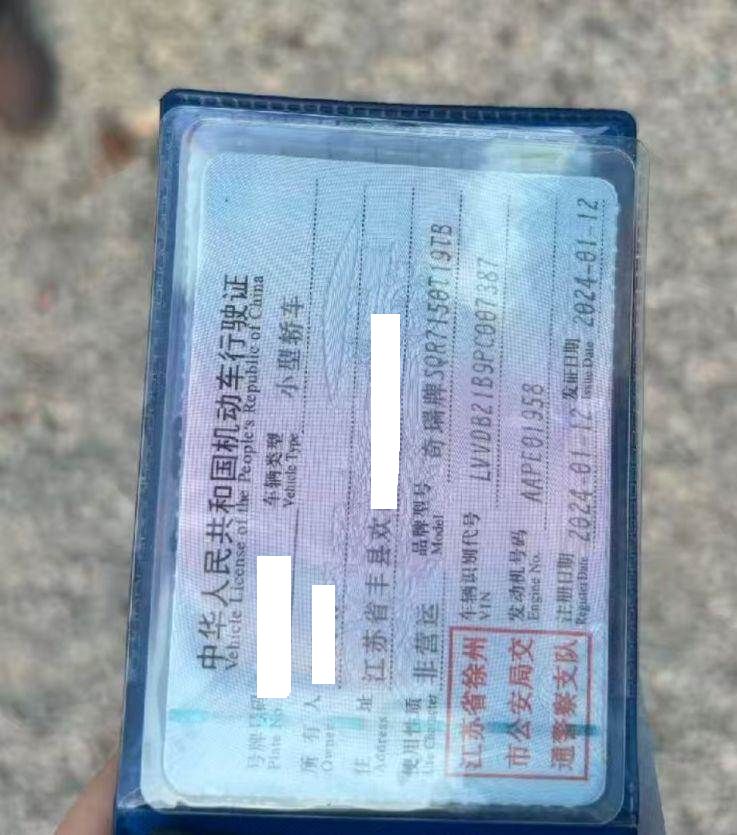 中华人民共和国机动车行驶证
Vehicle License of the People's Republic of China
号牌号码 车辆类型 小型轿车
Plate No. Vehicle Type
所有人
Owner
住址 江苏省丰县欢
Address
使用性质 非营运 品牌型号 奇瑞牌SQR7150T19TB
Use Character Model
江苏省徐州
市公安局交
通警察支队
车辆识别代号 LVVDB21B9PC007387
VIN
发动机号码 AAPE01958
Engine No.
注册日期 2024-01-12 发证日期 2024-01-12
Register Date Issue Date